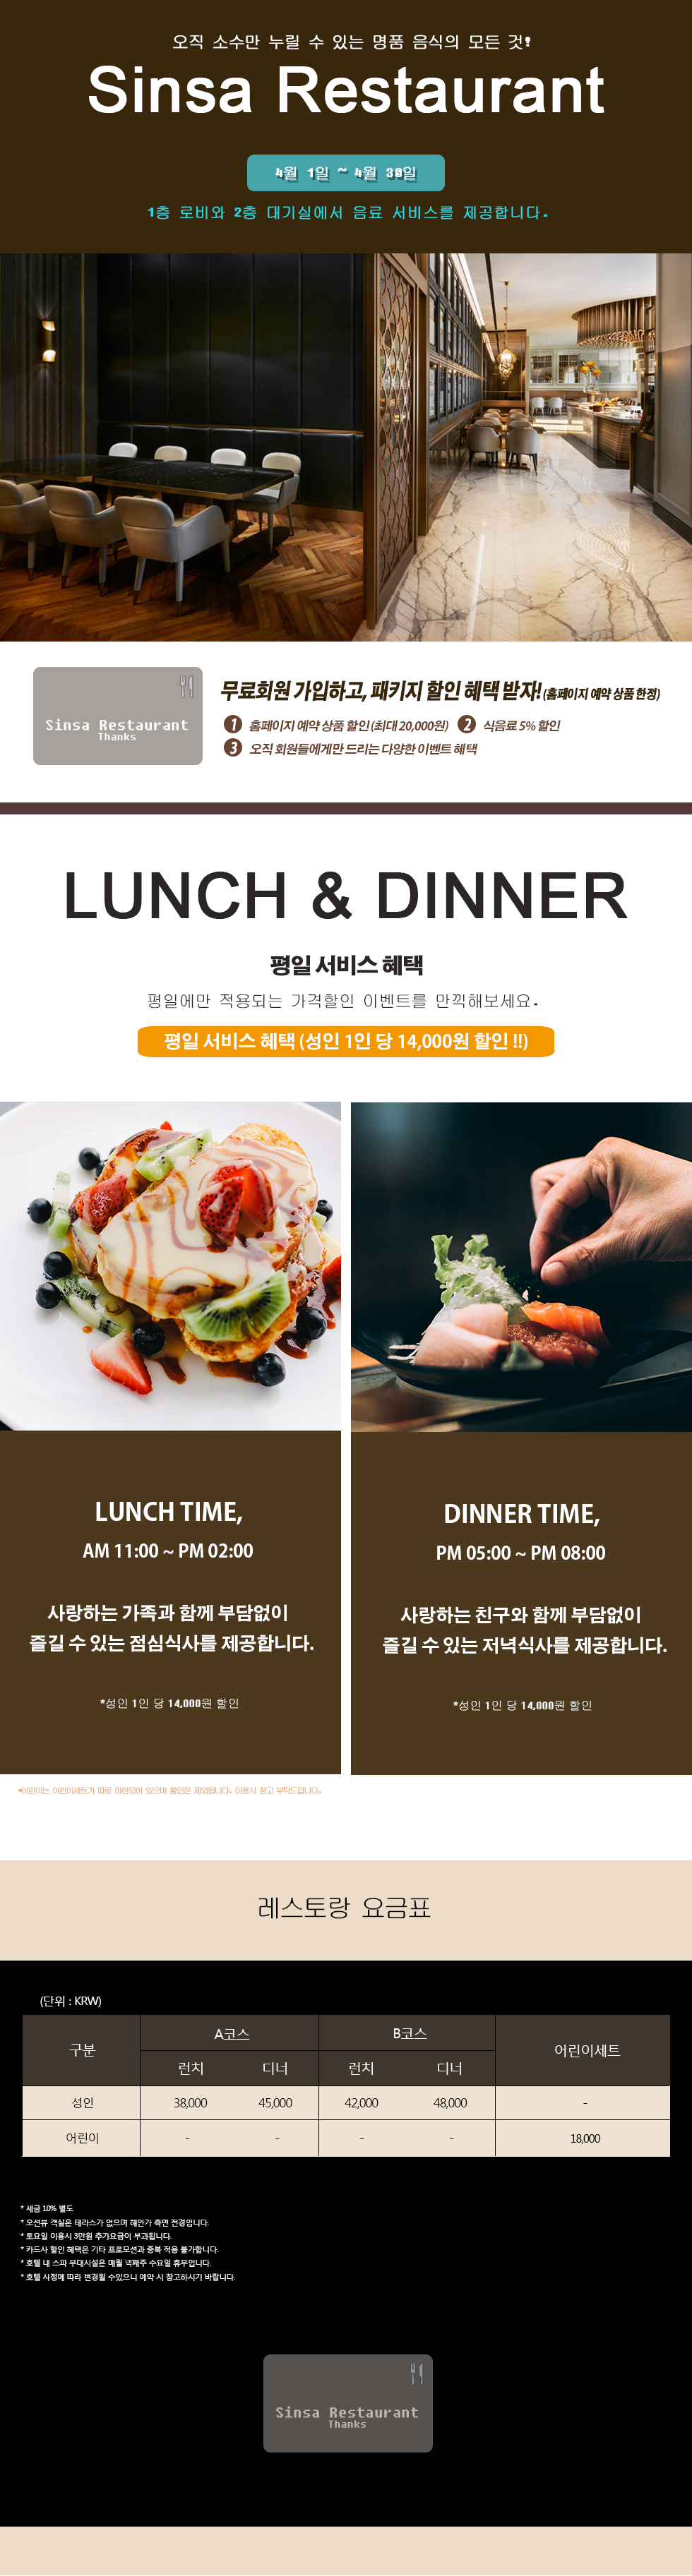 오직 소수만 누릴 수 있는 명품 음식의 모든 것!
Sinsa Restaurant
4월 1일 ~ 4월 30일
1층 로비와 2층 대기실에서 음료 서비스를 제공합니다.
Sinsa Restaurant
Thanks
무료회원 가입하고, 패키지 할인 혜택 받자! (홈페이지 예약 상품 한정)
1 홈페이지 예약 상품 할인 (최대 20,000원) 2 식음료 5% 할인
3 오직 회원들에게만 드리는 다양한 이벤트 혜택
LUNCH & DINNER
평일 서비스 혜택
평일에만 적용되는 가격할인 이벤트를 만끽해보세요.
평일 서비스 혜택 (성인 1인 당 14,000원 할인 !!)
LUNCH TIME,
AM 11:00 ~ PM 02:00
사랑하는 가족과 함께 부담없이
즐길 수 있는 점심식사를 제공합니다.
*성인 1인 당 14,000원 할인
DINNER TIME,
PM 05:00 ~ PM 08:00
사랑하는 친구와 함께 부담없이
즐길 수 있는 저녁식사를 제공합니다.
*성인 1인 당 14,000원 할인
*어린이는 어린이세트가 따로 마련되어 있으며 할인은 제외됩니다. 이용시 참고 부탁드립니다.
레스토랑 요금표
(단위 : KRW)
구분 A코스 B코스 어린이세트
런치 디너 런치 디너
성인 38,000 45,000 42,000 48,000 -
어린이 - - - - 18,000
* 세금 10% 별도
* 오션뷰 객실은 테라스가 없으며 해안가 측면 전경입니다.
* 토요일 이용시 3만원 추가요금이 부과됩니다.
* 카드사 할인 혜택은 기타 프로모션과 중복 적용 불가합니다.
* 호텔 내 스파 부대시설은 매월 넷째주 수요일 휴무입니다.
* 호텔 사정에 따라 변경될 수있으니 예약 시 참고하시기 바랍니다.
Sinsa Restaurant
Thanks